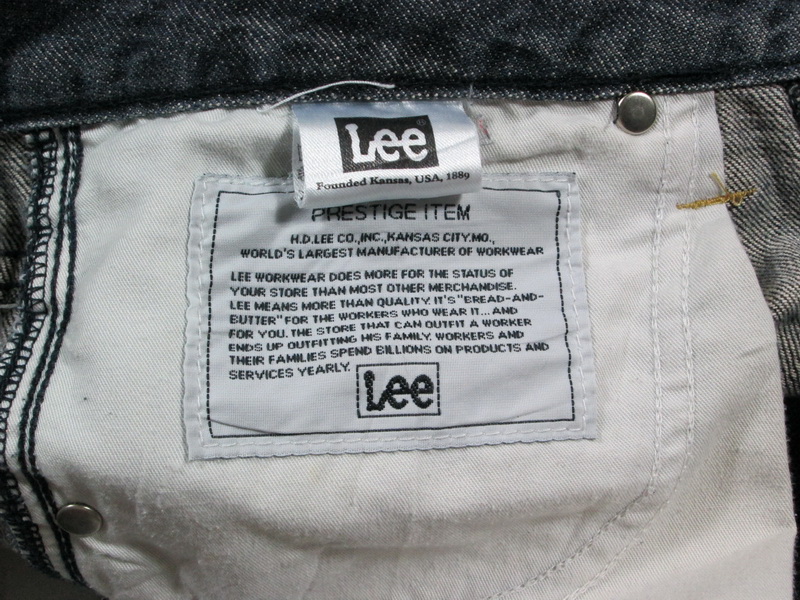 Lee®
Founded Kansas, USA, 1889
PRESTIGE ITEM
H.D.LEE CO.,INC.,KANSAS CITY.MO.,
WORLD'S LARGEST MANUFACTURER OF WORKWEAR
LEE WORKWEAR DOES MORE FOR THE STATUS OF
YOUR STORE THAN MOST OTHER MERCHANDISE.
LEE MEANS MORE THAN QUALITY. IT'S "BREAD-AND-
BUTTER" FOR THE WORKERS WHO WEAR IT...AND
FOR YOU. THE STORE THAT CAN OUTFIT A WORKER
ENDS UP OUTFITTING HIS FAMILY. WORKERS AND
THEIR FAMILIES SPEND BILLIONS ON PRODUCTS AND
SERVICES YEARLY.
Lee